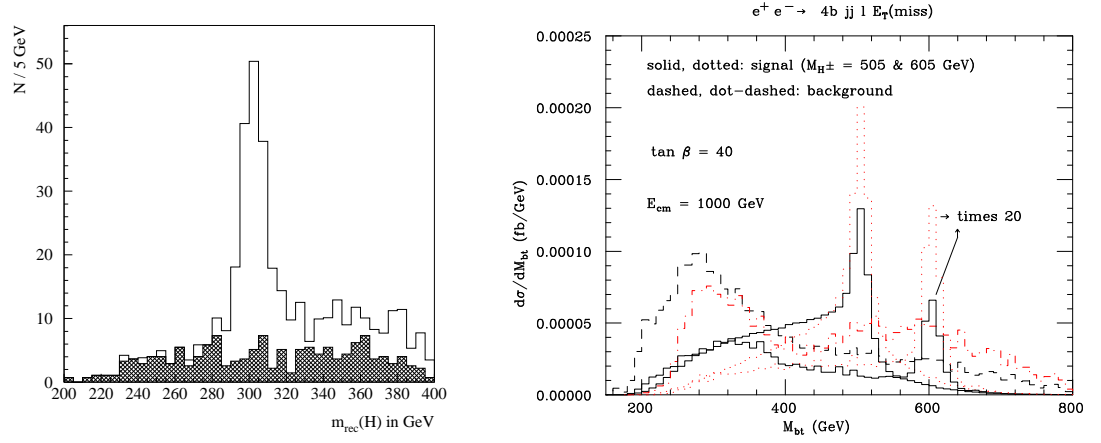 N / 5 GeV
50
40
30
20
10
0
200 220 240 260 280 300 320 340 360 380 400
m_rec(H) in GeV
e⁺ e⁻→ 4b jj l E_T(miss)
solid, dotted: signal (M_H± = 505 & 605 GeV)
dashed, dot-dashed: background
tan β = 40
E_cm = 1000 GeV
→ times 20
dσ/dM_bt (fb/GeV)
0.00025
0.00020
0.00015
0.00010
0.00005
0.00000
200 400 600 800
M_bt (GeV)